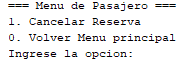 === Menu de Pasajero ===
1. Cancelar Reserva
0. Volver Menu principal
Ingrese la opcion: